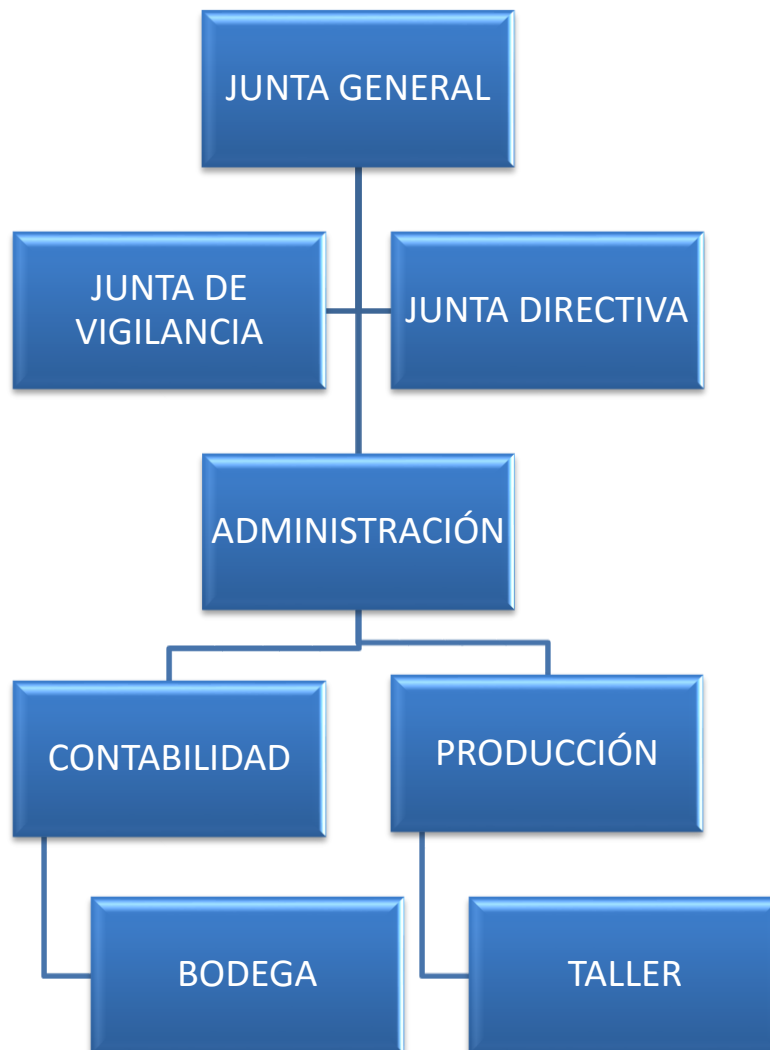 JUNTA GENERAL
JUNTA DE
VIGILANCIA
JUNTA DIRECTIVA
ADMINISTRACIÓN
CONTABILIDAD
PRODUCCIÓN
BODEGA
TALLER